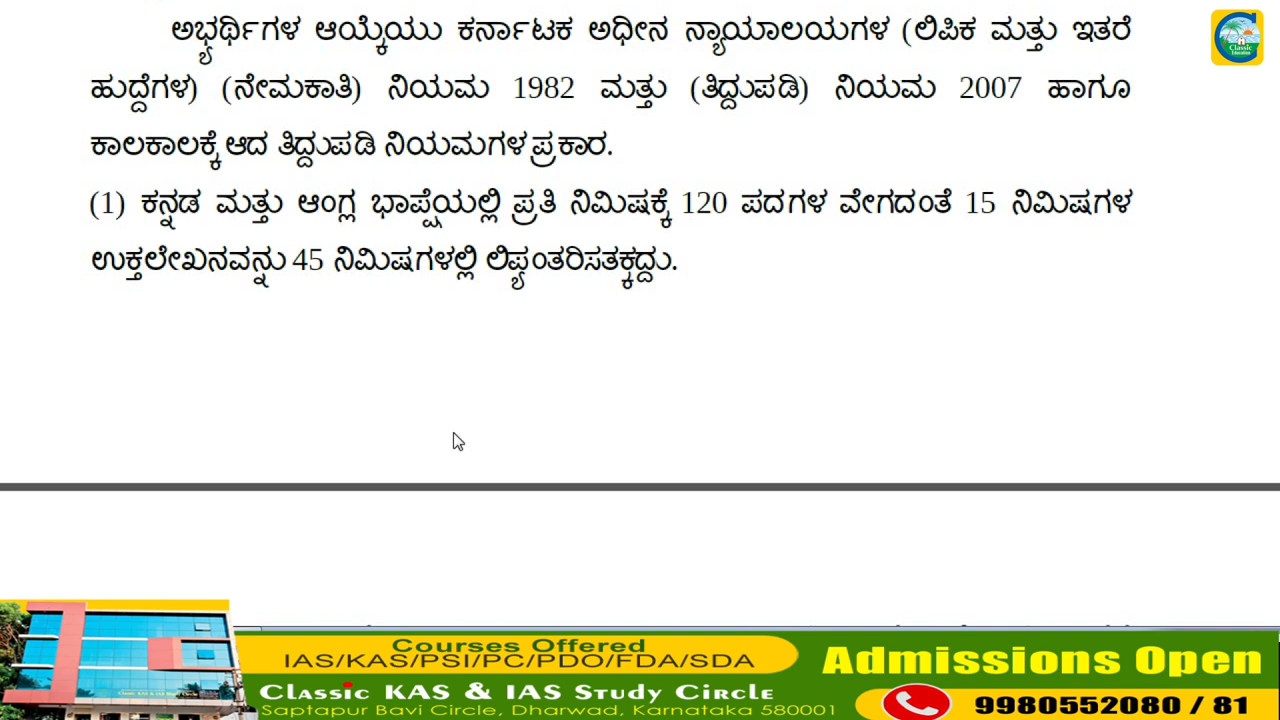 ಅಭ್ಯರ್ಥಿಗಳ ಆಯ್ಕೆಯು ಕರ್ನಾಟಕ ಅಧೀನ ನ್ಯಾಯಾಲಯಗಳ (ಲಿಪಿಕ ಮತ್ತು ಇತರೆ
ಹುದ್ದೆಗಳ) (ನೇಮಕಾತಿ) ನಿಯಮ 1982 ಮತ್ತು (ತಿದ್ದುಪಡಿ) ನಿಯಮ 2007 ಹಾಗೂ
ಕಾಲಕಾಲಕ್ಕೆ ಆದ ತಿದ್ದುಪಡಿ ನಿಯಮಗಳ ಪ್ರಕಾರ.
(1) ಕನ್ನಡ ಮತ್ತು ಆಂಗ್ಲ ಭಾಷ್ಷೆಯಲ್ಲಿ ಪ್ರತಿ ನಿಮಿಷಕ್ಕೆ 120 ಪದಗಳ ವೇಗದಂತೆ 15 ನಿಮಿಷಗಳ
ಉಕ್ತಲೇಖನವನ್ನು 45 ನಿಮಿಷಗಳಲ್ಲಿ ಲಿಪ್ಯಂತರಿಸತಕ್ಕದ್ದು.
Classic
Education
Courses Offered
IAS/KAS/PSI/PC/PDO/FDA/SDA
Admissions Open
Classic KAS & IAS Study Circle
Saptapur Bavi Circle, Dharwad, Karnataka 580001
9980552080 / 81